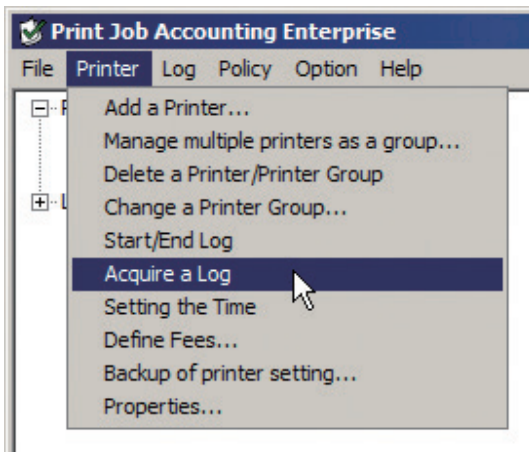 Print Job Accounting Enterprise
File Printer Log Policy Option Help
Add a Printer...
Manage multiple printers as a group...
Delete a Printer/Printer Group
Change a Printer Group...
Start/End Log
Acquire a Log
Setting the Time
Define Fees...
Backup of printer setting...
Properties...